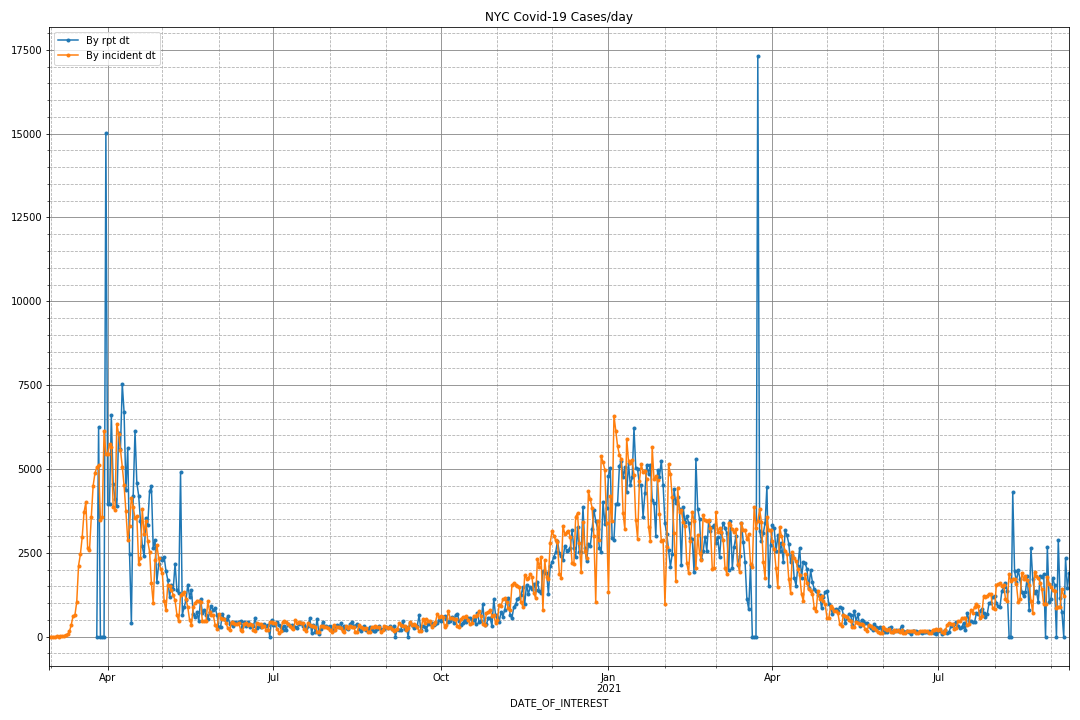 NYC Covid-19 Cases/day
By rpt dt
By incident dt
17500
15000
12500
10000
7500
5000
2500
0
Apr Jul Oct Jan Apr Jul
2021
DATE_OF_INTEREST